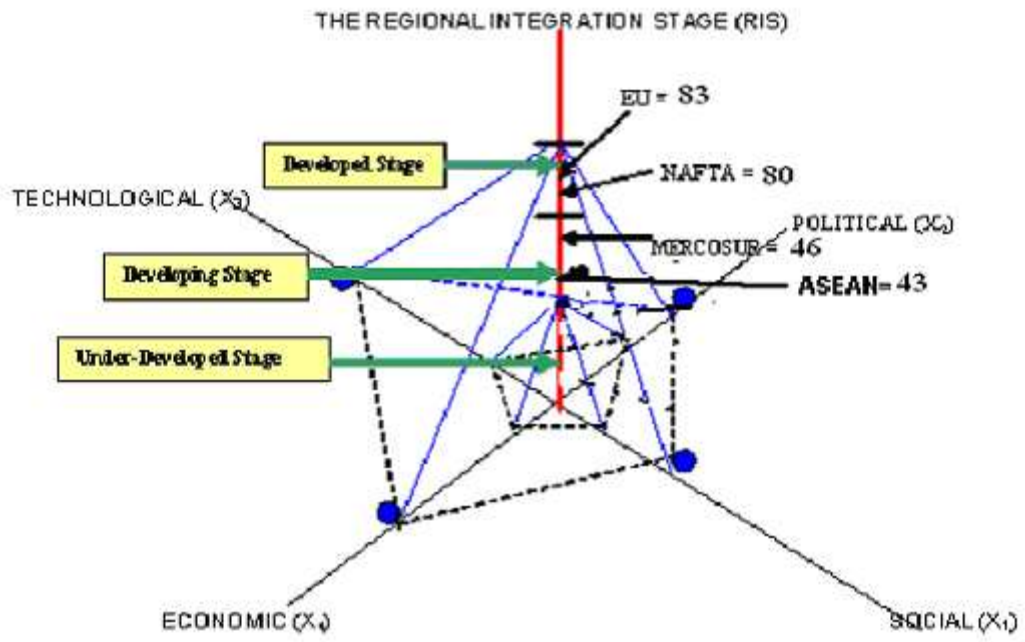 THE REGIONAL INTEGRATION STAGE (RIS)
EU = 83
Developed Stage
NAFTA = 80
TECHNOLOGICAL (X3)
POLITICAL (X2)
MERCOSUR = 46
Developing Stage
ASEAN= 43
Under-Developed Stage
ECONOMIC (X4)
SOCIAL (X1)